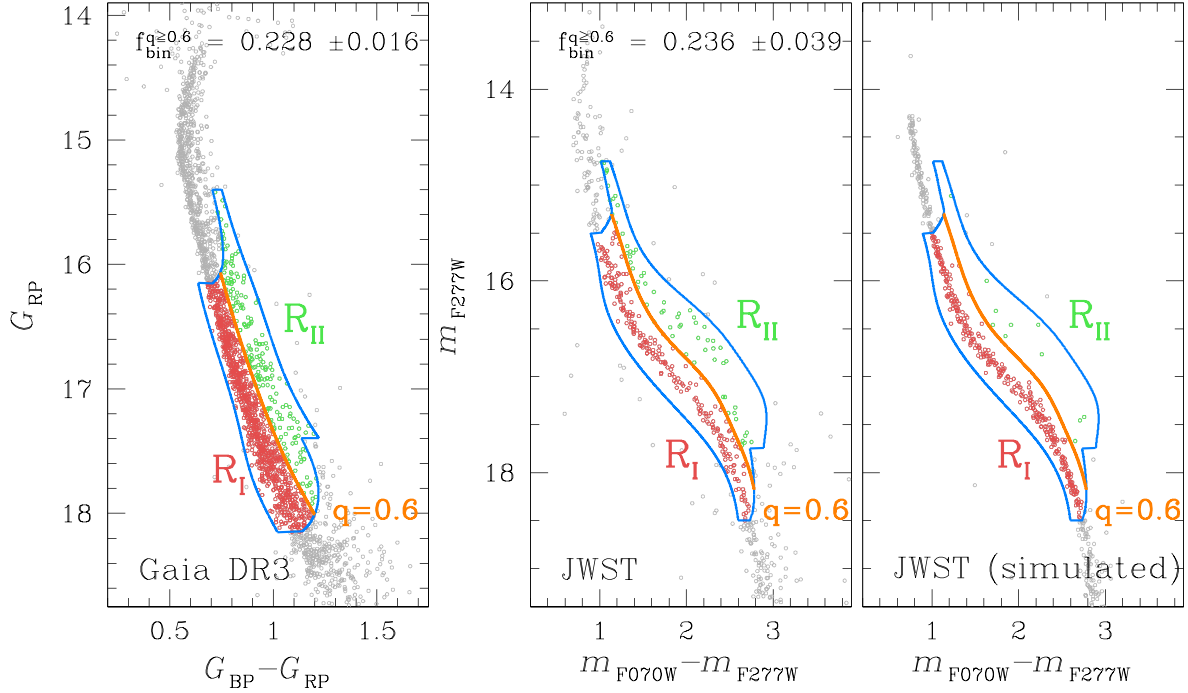 f_bin^q≥0.6 = 0.228 ±0.016
14
15
16
17
18
G_RP
R_II
R_I
q=0.6
Gaia DR3
0.5 1 1.5
G_BP−G_RP
f_bin^q≥0.6 = 0.236 ±0.039
14
16
18
m_F277W
R_II
R_I
q=0.6
JWST
1 2 3
m_F070W−m_F277W
R_II
R_I
q=0.6
JWST (simulated)
1 2 3
m_F070W−m_F277W